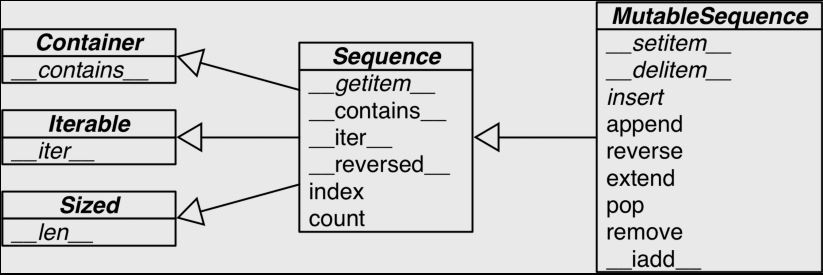 Container
__contains__
Iterable
__iter__
Sized
__len__
Sequence
__getitem__
__contains__
__iter__
__reversed__
index
count
MutableSequence
__setitem__
__delitem__
insert
append
reverse
extend
pop
remove
__iadd__